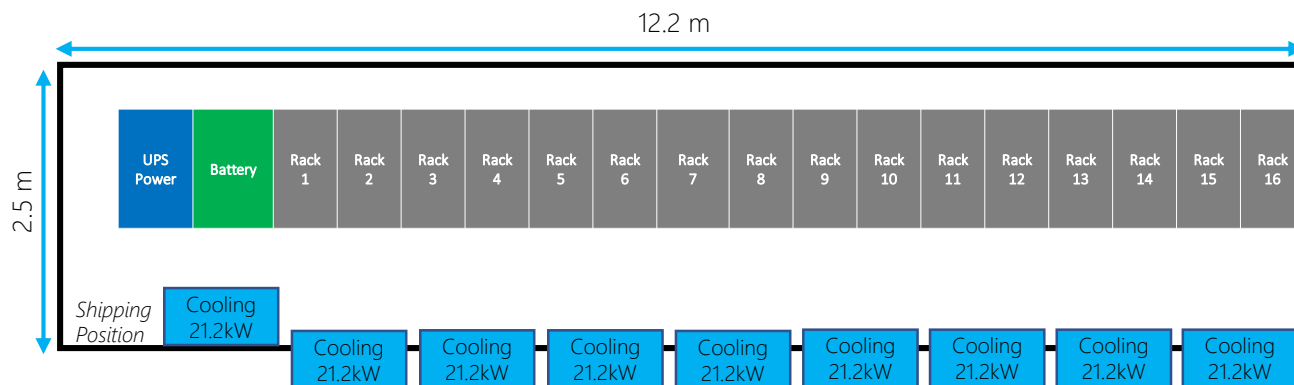 12.2 m
2.5 m
UPS
Power
Battery
Rack
1
Rack
2
Rack
3
Rack
4
Rack
5
Rack
6
Rack
7
Rack
8
Rack
9
Rack
10
Rack
11
Rack
12
Rack
13
Rack
14
Rack
15
Rack
16
Shipping
Position
Cooling
21.2kW
Cooling
21.2kW
Cooling
21.2kW
Cooling
21.2kW
Cooling
21.2kW
Cooling
21.2kW
Cooling
21.2kW
Cooling
21.2kW
Cooling
21.2kW